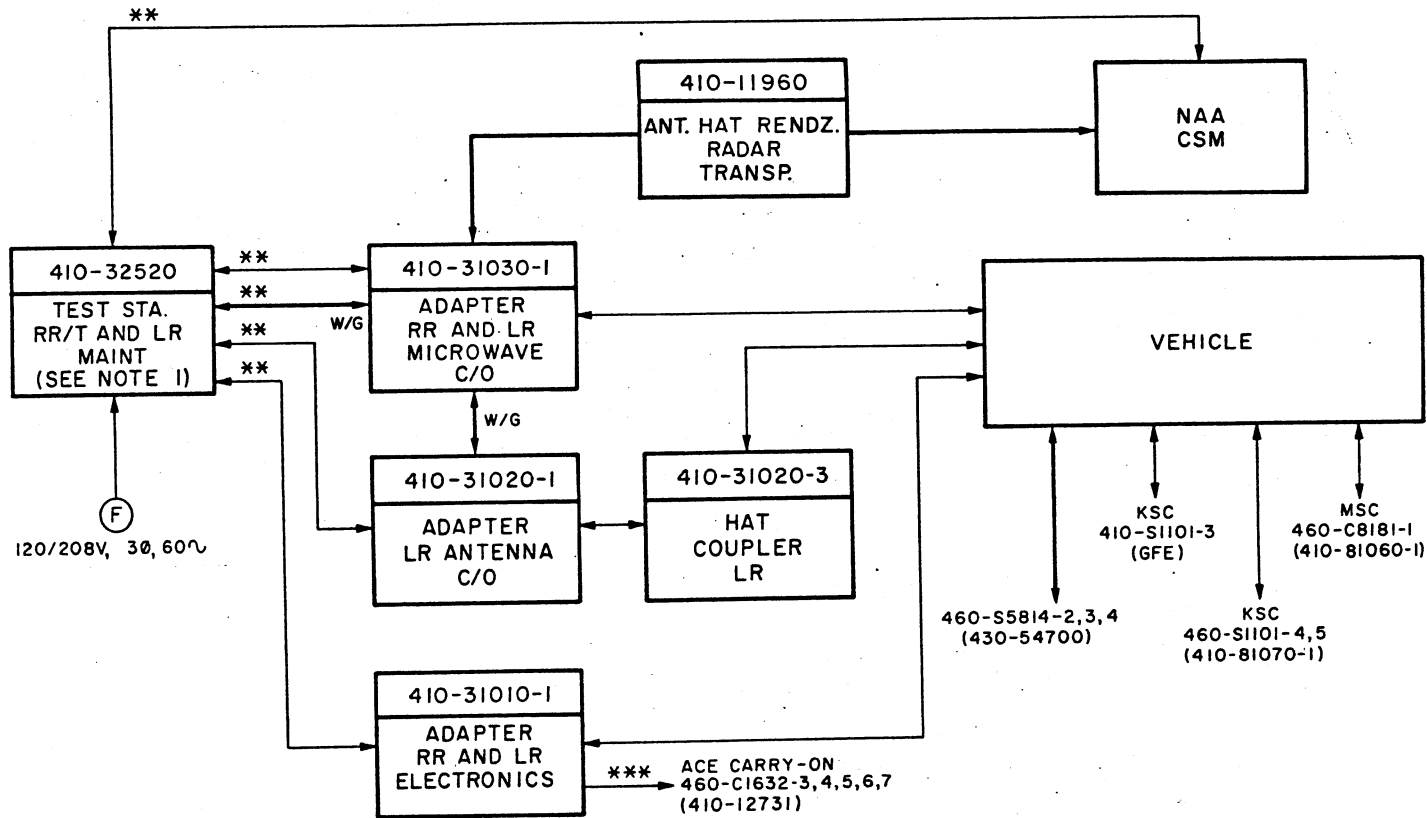 **
410-11960
ANT. HAT RENDZ.
RADAR
TRANSP.
NAA
CSM
410-32520
TEST STA.
RR/T AND LR
MAINT
(SEE NOTE 1)
**
**
W/G
**
**
410-31030-1
ADAPTER
RR AND LR
MICROWAVE
C/O
VEHICLE
W/G
F
120/208V, 3Ø, 60∿
410-31020-1
ADAPTER
LR ANTENNA
C/O
410-31020-3
HAT
COUPLER
LR
460-S5814-2,3,4
(430-54700)
KSC
410-S1101-3
(GFE)
KSC
460-S1101-4,5
(410-81070-1)
MSC
460-C8181-1
(410-81060-1)
410-31010-1
ADAPTER
RR AND LR
ELECTRONICS
***
ACE CARRY-ON
460-C1632-3,4,5,6,7
(410-12731)